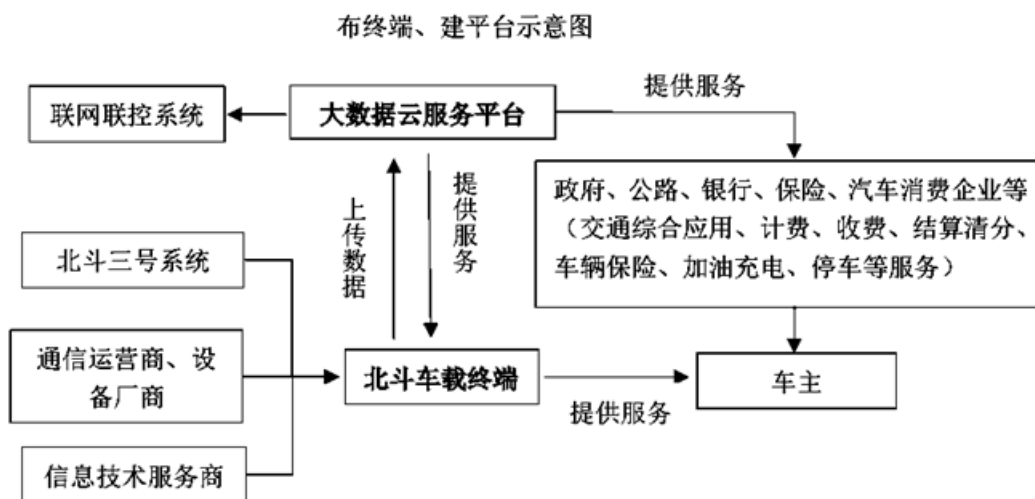 布终端、建平台示意图
提供服务
联网联控系统
大数据云服务平台
上传数据
提供服务
政府、公路、银行、保险、汽车消费企业等
（交通综合应用、计费、收费、结算清分、
车辆保险、加油充电、停车等服务）
北斗三号系统
通信运营商、设
备厂商
北斗车载终端
提供服务
车主
信息技术服务商